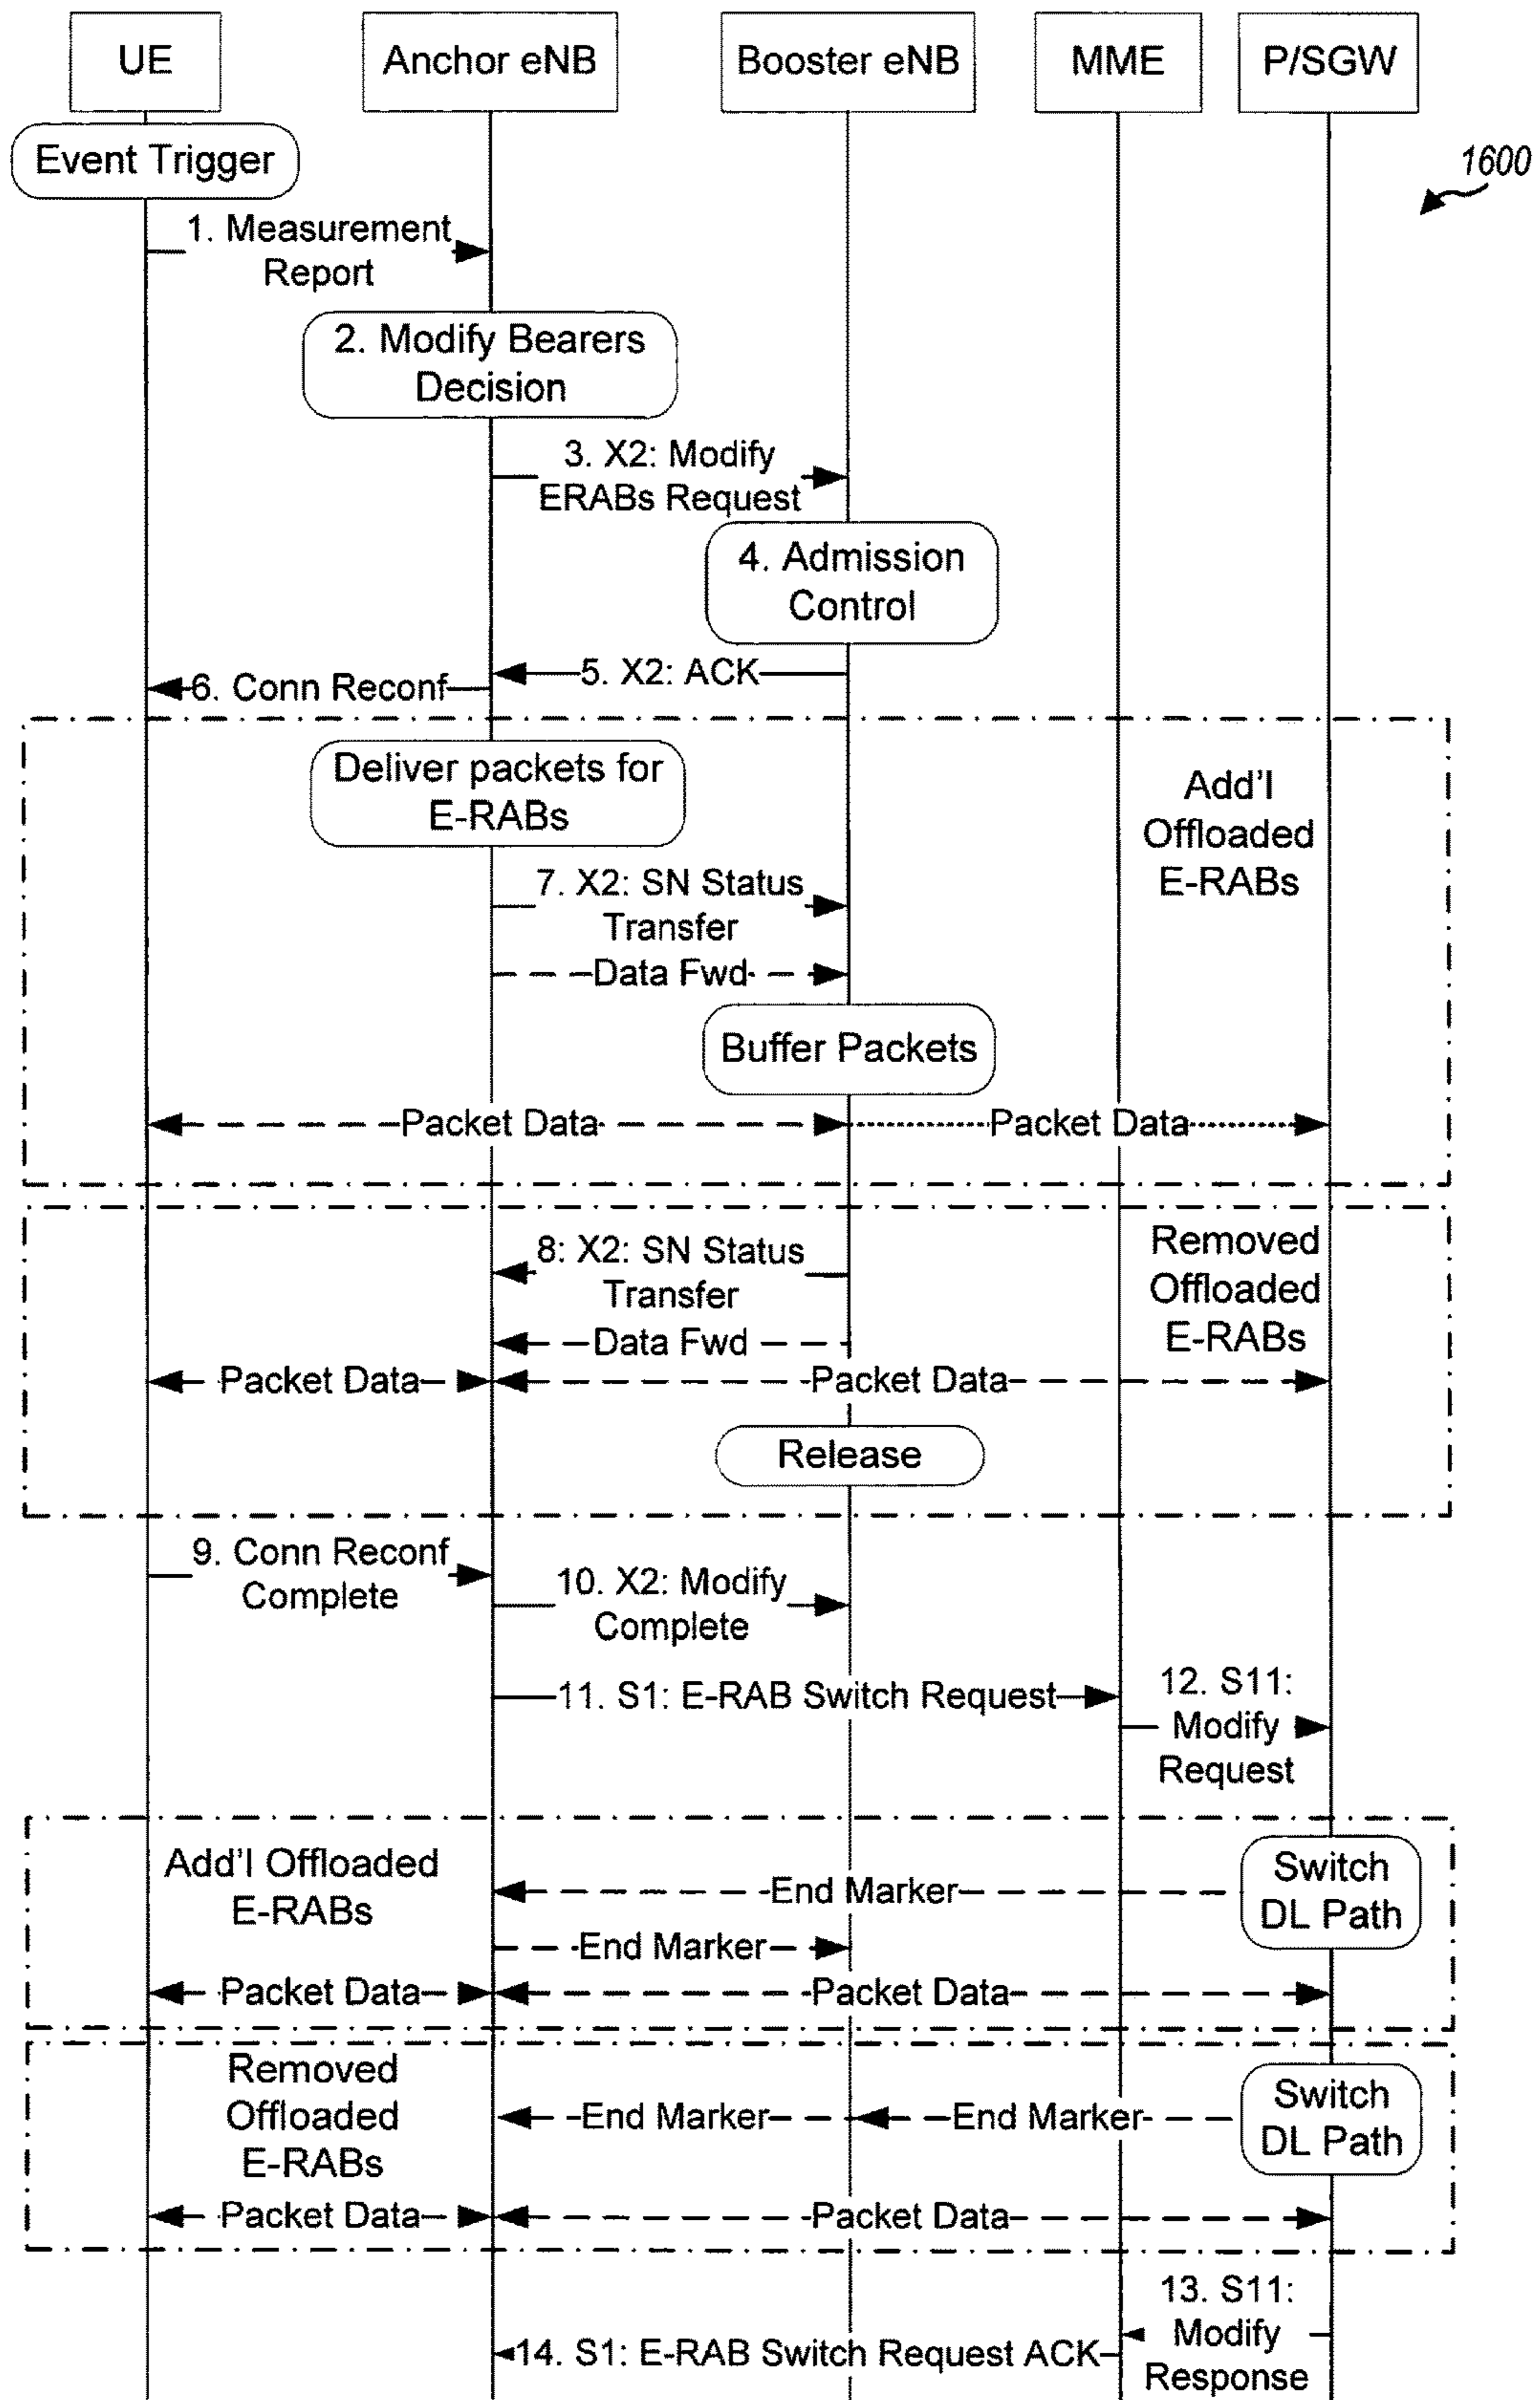 UE
Anchor eNB
Booster eNB
MME
P/SGW
Event Trigger
1600
1. Measurement
Report
2. Modify Bearers
Decision
3. X2: Modify
ERABs Request
4. Admission
Control
5. X2: ACK
6. Conn Reconf
Deliver packets for
E-RABs
Add'l
Offloaded
E-RABs
7. X2: SN Status
Transfer
Data Fwd
Buffer Packets
Packet Data
Packet Data
8: X2: SN Status
Transfer
Removed
Offloaded
E-RABs
Data Fwd
Packet Data
Packet Data
Release
9. Conn Reconf
Complete
10. X2: Modify
Complete
11. S1: E-RAB Switch Request
12. S11:
Modify
Request
Add'l Offloaded
E-RABs
Switch
DL Path
End Marker
End Marker
Packet Data
Packet Data
Removed
Offloaded
E-RABs
End Marker
End Marker
Switch
DL Path
Packet Data
Packet Data
13. S11:
Modify
Response
14. S1: E-RAB Switch Request ACK